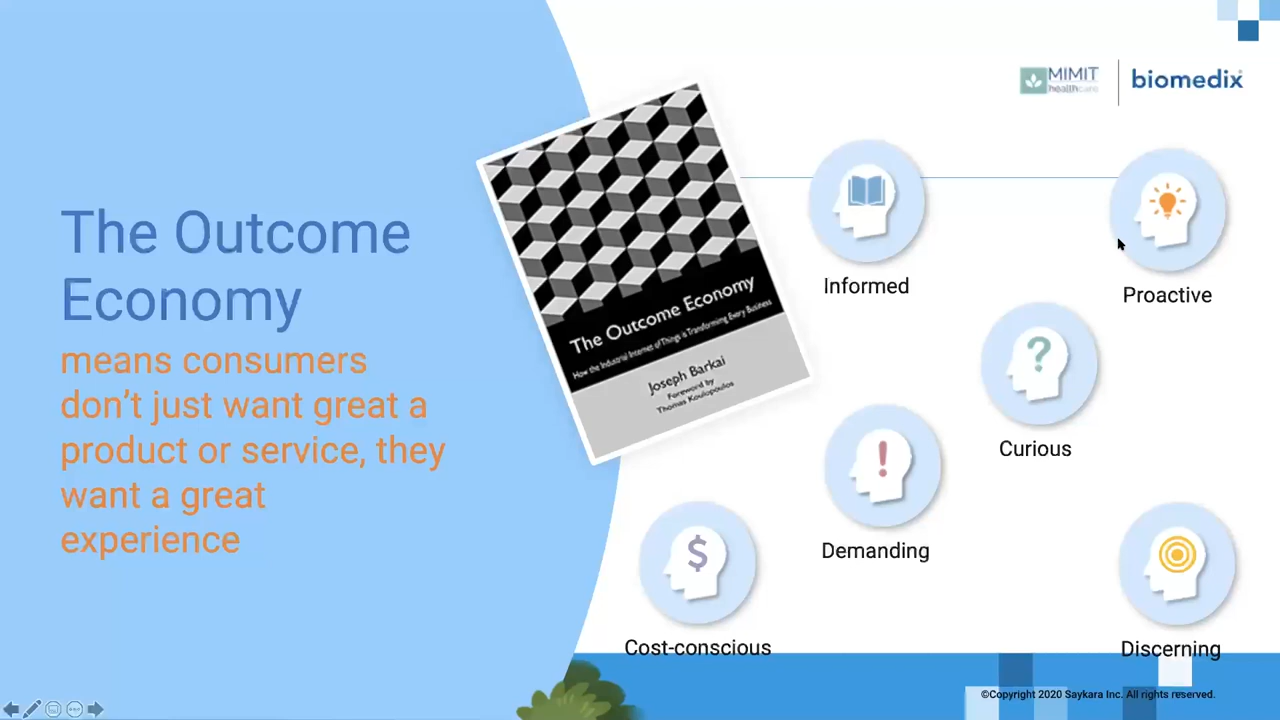 The Outcome
Economy
means consumers
don't just want great a
product or service, they
want a great
experience
The Outcome Economy
How the Industrial Internet of Things is Transforming Every Business
Joseph Barkai
Foreword by
Thomas Koulopoulos
MIMIT
healthcare
biomedix
Informed
Proactive
?
Curious
!
Demanding
$
Cost-conscious
Discerning
©Copyright 2020 Saykara Inc. All rights reserved.